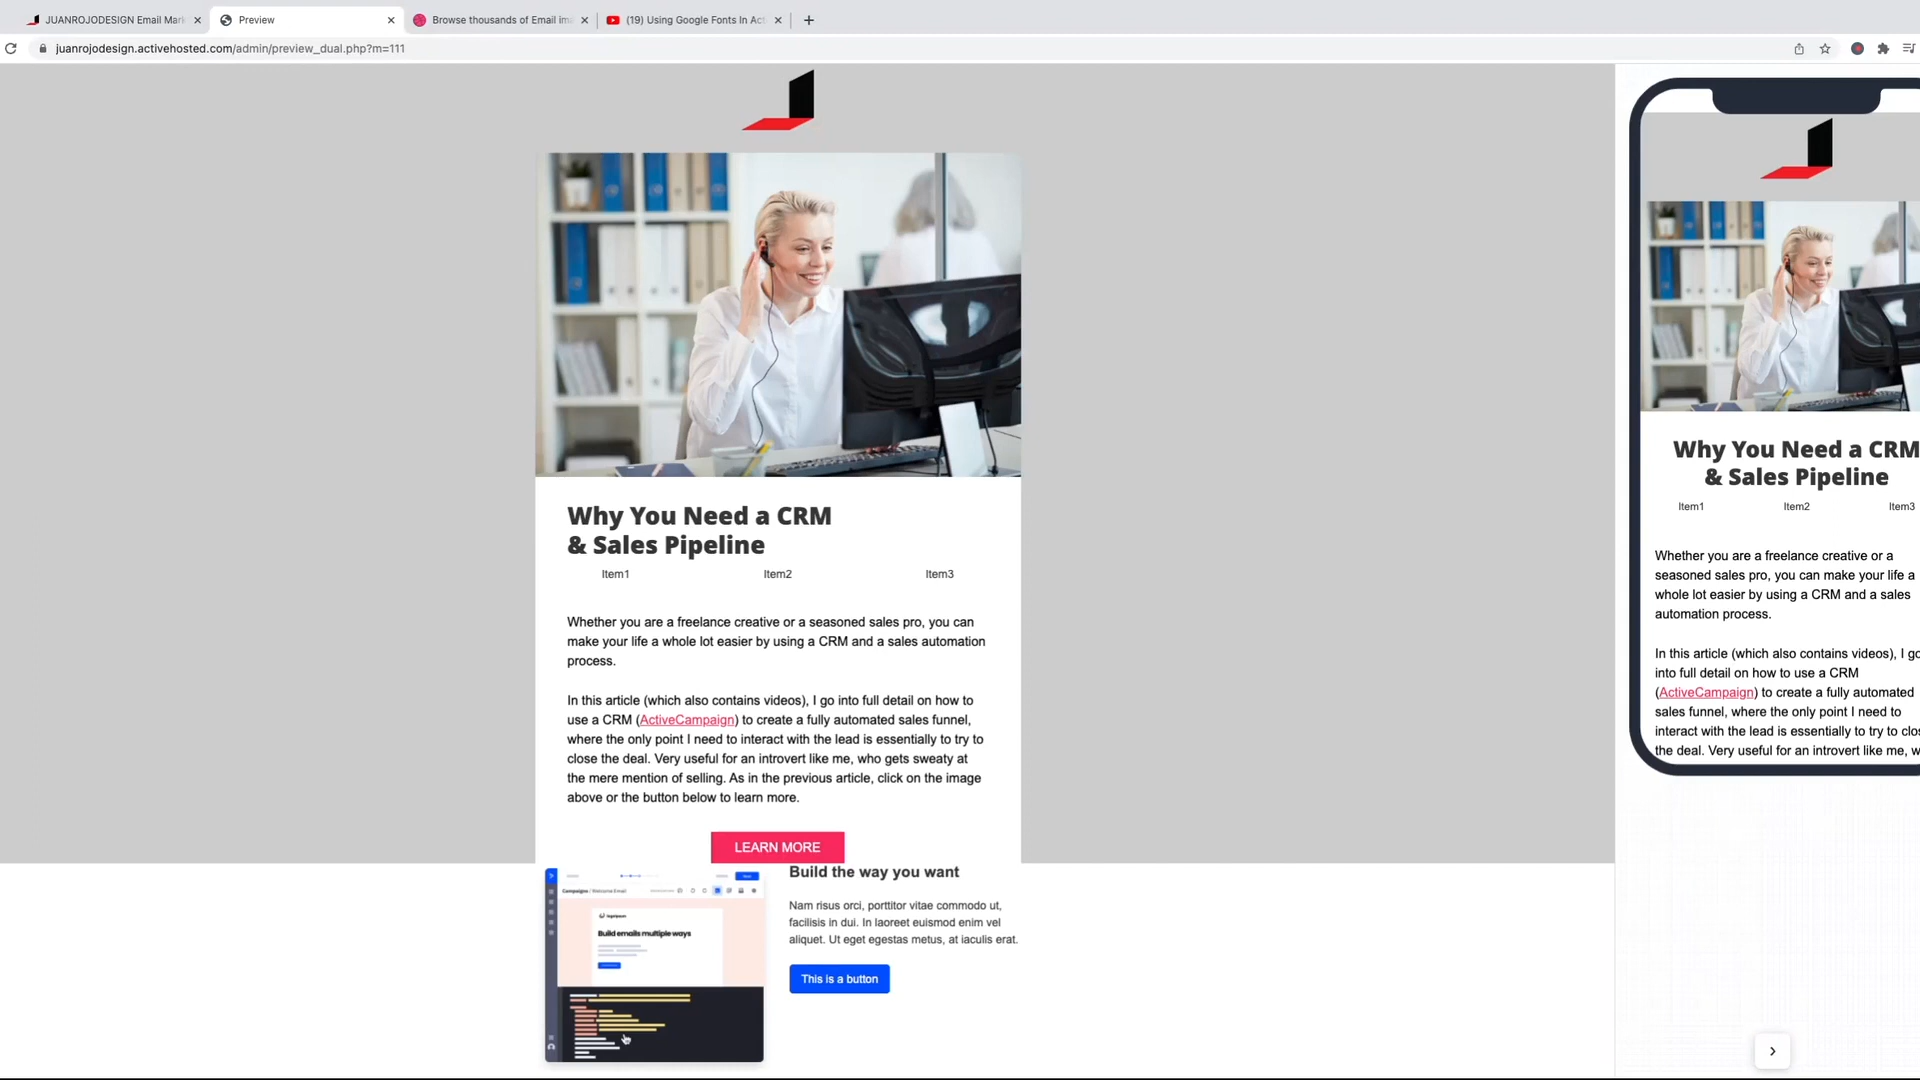 JUANROJODESIGN Email Mark
Preview
Browse thousands of Email im
(19) Using Google Fonts In Act
juanrojodesign.activehosted.com/admin/preview_dual.php?m=111
Why You Need a CRM
& Sales Pipeline
Item1 Item2 Item3
Whether you are a freelance creative or a seasoned sales pro, you can
make your life a whole lot easier by using a CRM and a sales automation
process.
In this article (which also contains videos), I go into full detail on how to
use a CRM (ActiveCampaign) to create a fully automated sales funnel,
where the only point I need to interact with the lead is essentially to try to
close the deal. Very useful for an introvert like me, who gets sweaty at
the mere mention of selling. As in the previous article, click on the image
above or the button below to learn more.
LEARN MORE
Campaigns / Welcome Email
Build emails multiple ways
Build the way you want
Nam risus orci, porttitor vitae commodo ut,
facilisis in dui. In laoreet euismod enim vel
aliquet. Ut eget egestas metus, at iaculis erat.
This is a button
Why You Need a CRM
& Sales Pipeline
Item1 Item2 Item3
Whether you are a freelance creative or a
seasoned sales pro, you can make your life a
whole lot easier by using a CRM and a sales
automation process.
In this article (which also contains videos), I go
into full detail on how to use a CRM
(ActiveCampaign) to create a fully automated
sales funnel, where the only point I need to
interact with the lead is essentially to try to clos
the deal. Very useful for an introvert like me, w